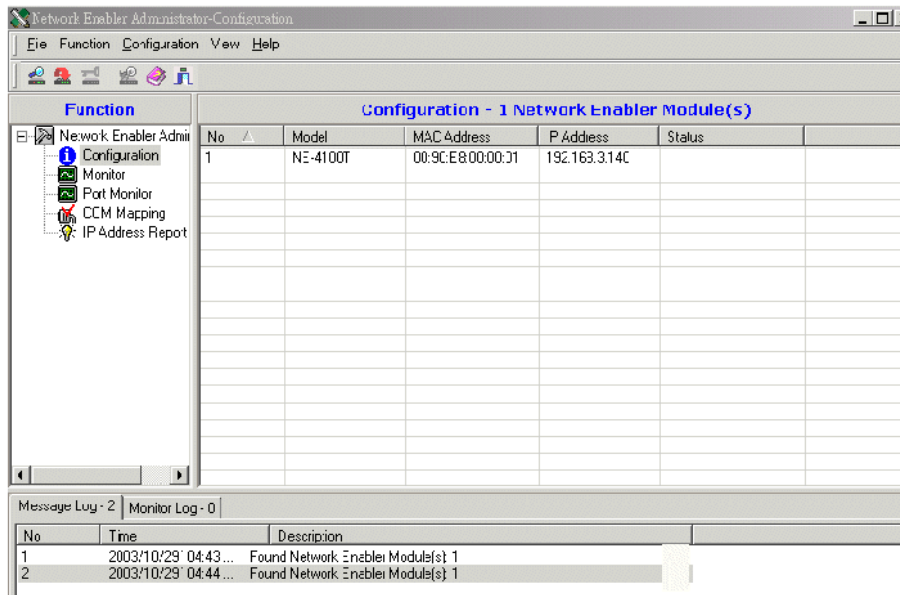 Network Enabler Administrator-Configuration
File Function Configuration View Help
Function
Configuration - 1 Network Enabler Module(s)
Network Enabler Admi
Configuration
Monitor
Port Monitor
COM Mapping
IP Address Report
No Model MAC Address IP Address Status
1 NE-4100T 00:90:E8:00:00:01 192.168.3.140
Message Log - 2 Monitor Log - 0
No Time Description
1 2003/10/29 04:43... Found Network Enabler Module(s): 1
2 2003/10/29 04:44... Found Network Enabler Module(s): 1